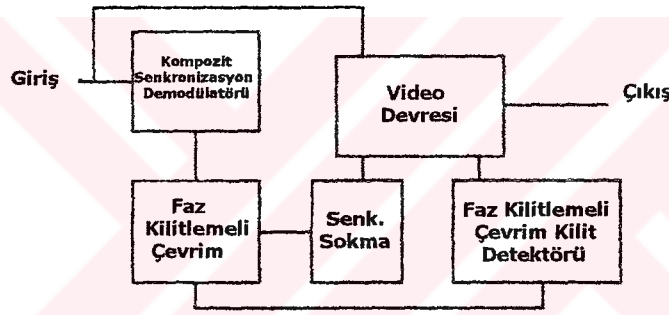 Giriş
Kompozit
Senkronizasyon
Demodülatörü
Video
Devresi
Çıkış
Faz
Kilitlemeli
Çevrim
Senk.
Sokma
Faz Kilitlemeli
Çevrim Kilit
Detektörü